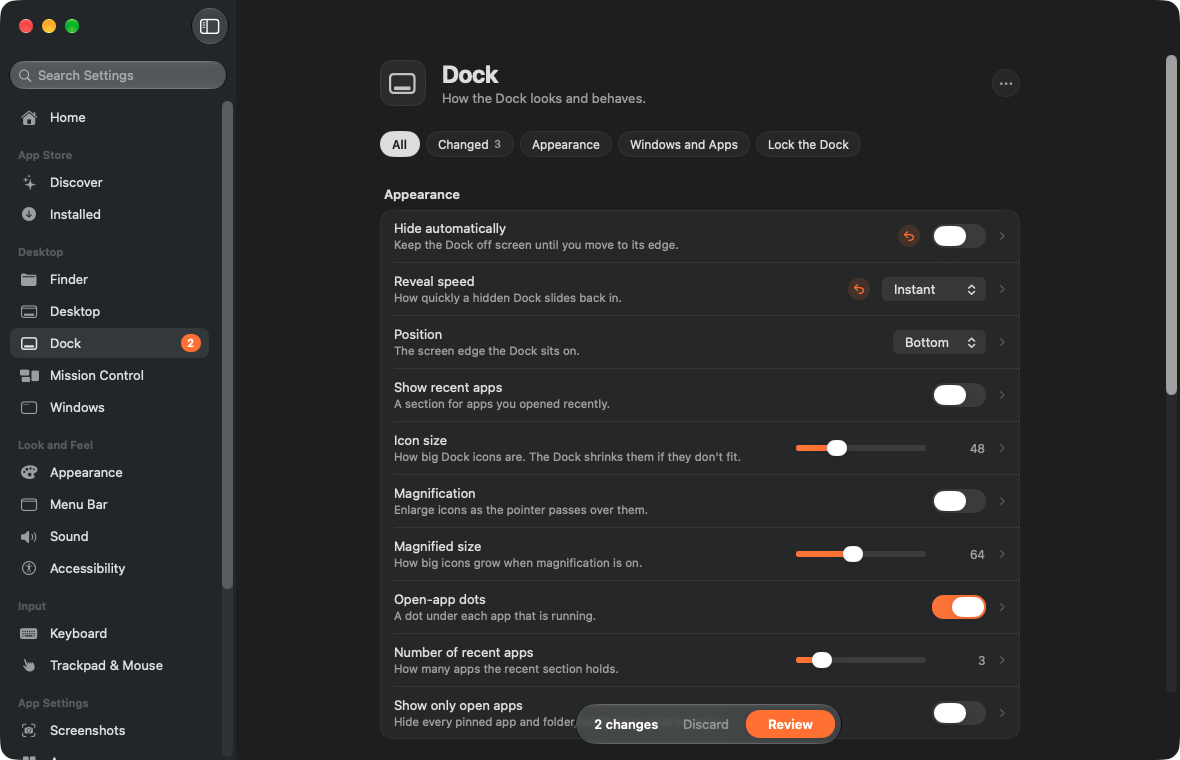 Search Settings
Home
App Store
Discover
Installed
Desktop
Finder
Desktop
Dock 2
Mission Control
Windows
Look and Feel
Appearance
Menu Bar
Sound
Accessibility
Input
Keyboard
Trackpad & Mouse
App Settings
Screenshots
Dock
How the Dock looks and behaves.
All Changed 3 Appearance Windows and Apps Lock the Dock
Appearance
Hide automatically
Keep the Dock off screen until you move to its edge.
Reveal speed
How quickly a hidden Dock slides back in.
Instant
Position
The screen edge the Dock sits on.
Bottom
Show recent apps
A section for apps you opened recently.
Icon size
How big Dock icons are. The Dock shrinks them if they don't fit.
48
Magnification
Enlarge icons as the pointer passes over them.
Magnified size
How big icons grow when magnification is on.
64
Open-app dots
A dot under each app that is running.
Number of recent apps
How many apps the recent section holds.
3
Show only open apps
Hide every pinned app and folder,
2 changes Discard Review